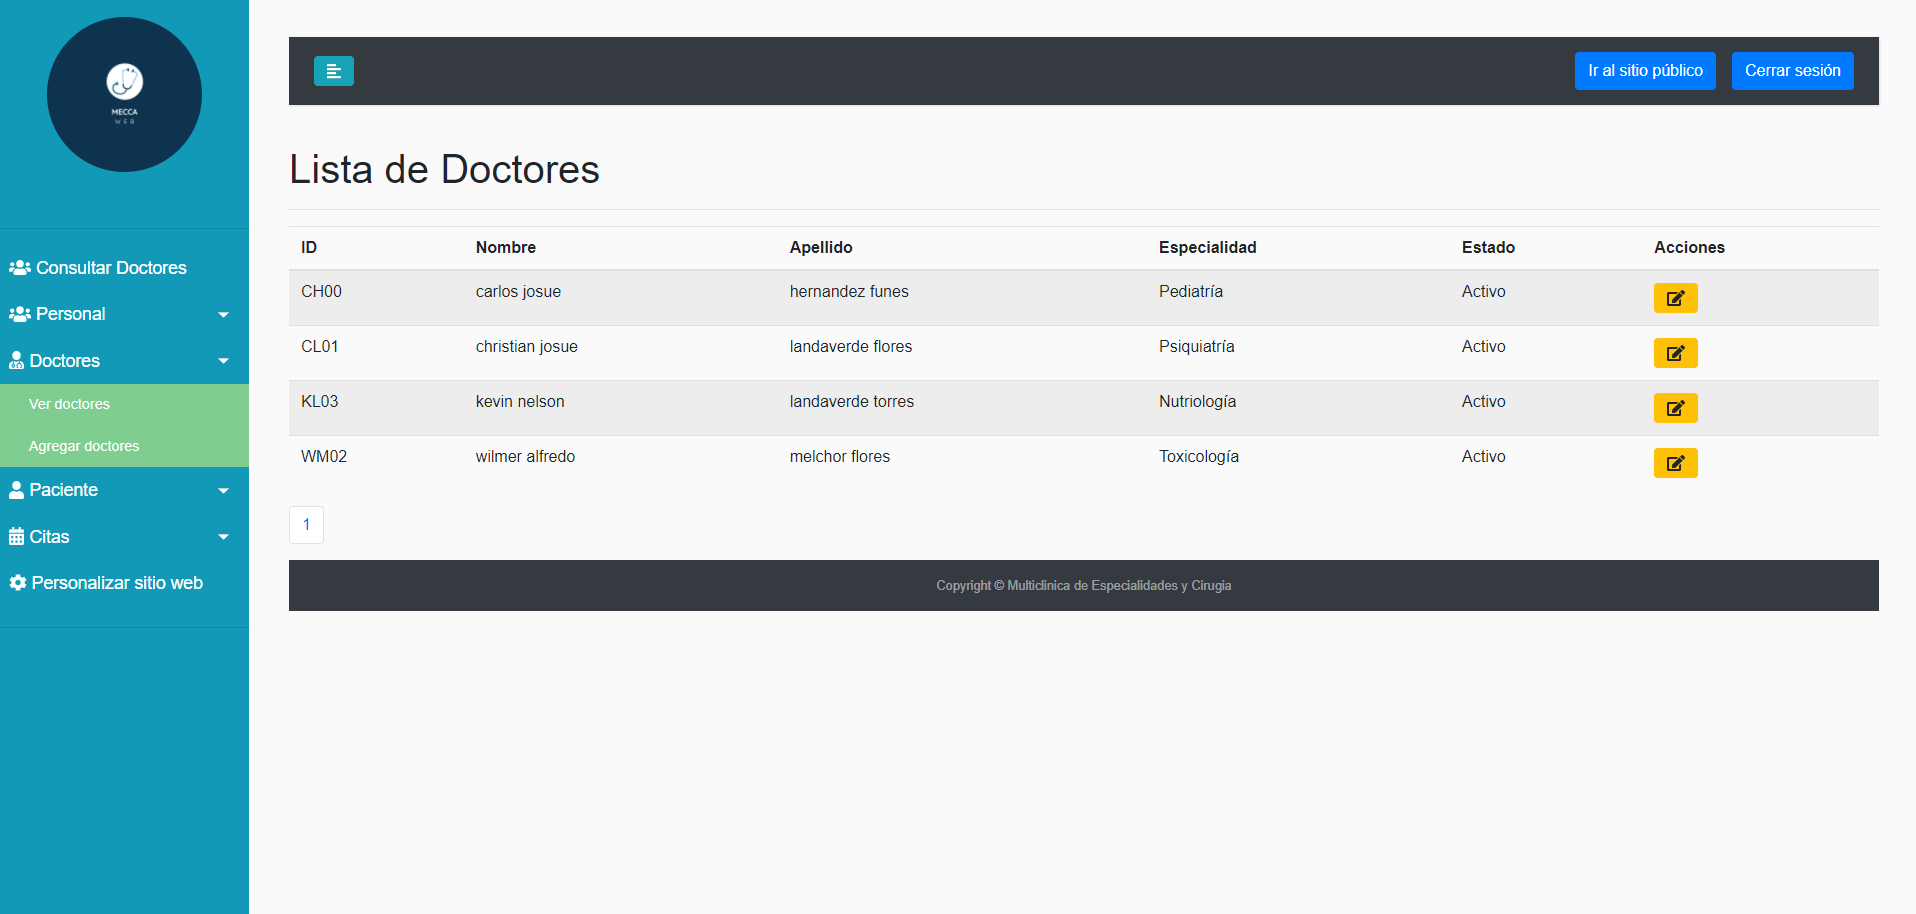 MECCA
WEB
Consultar Doctores
Personal
Doctores
Ver doctores
Agregar doctores
Paciente
Citas
Personalizar sitio web
Ir al sitio público Cerrar sesión
Lista de Doctores
ID Nombre Apellido Especialidad Estado Acciones
CH00 carlos josue hernandez funes Pediatría Activo
CL01 christian josue landaverde flores Psiquiatría Activo
KL03 kevin nelson landaverde torres Nutriología Activo
WM02 wilmer alfredo melchor flores Toxicología Activo
1
Copyright © Multiclinica de Especialidades y Cirugia